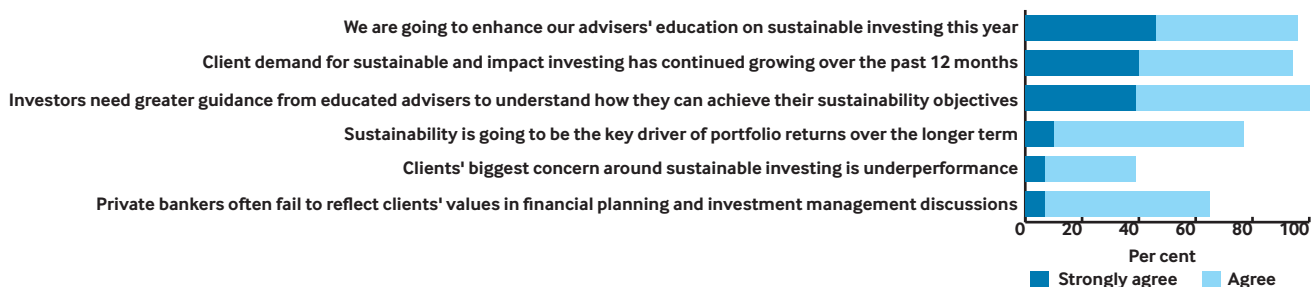 We are going to enhance our advisers' education on sustainable investing this year
Client demand for sustainable and impact investing has continued growing over the past 12 months
Investors need greater guidance from educated advisers to understand how they can achieve their sustainability objectives
Sustainability is going to be the key driver of portfolio returns over the longer term
Clients' biggest concern around sustainable investing is underperformance
Private bankers often fail to reflect clients' values in financial planning and investment management discussions
0 20 40 60 80 100
Per cent
Strongly agree Agree